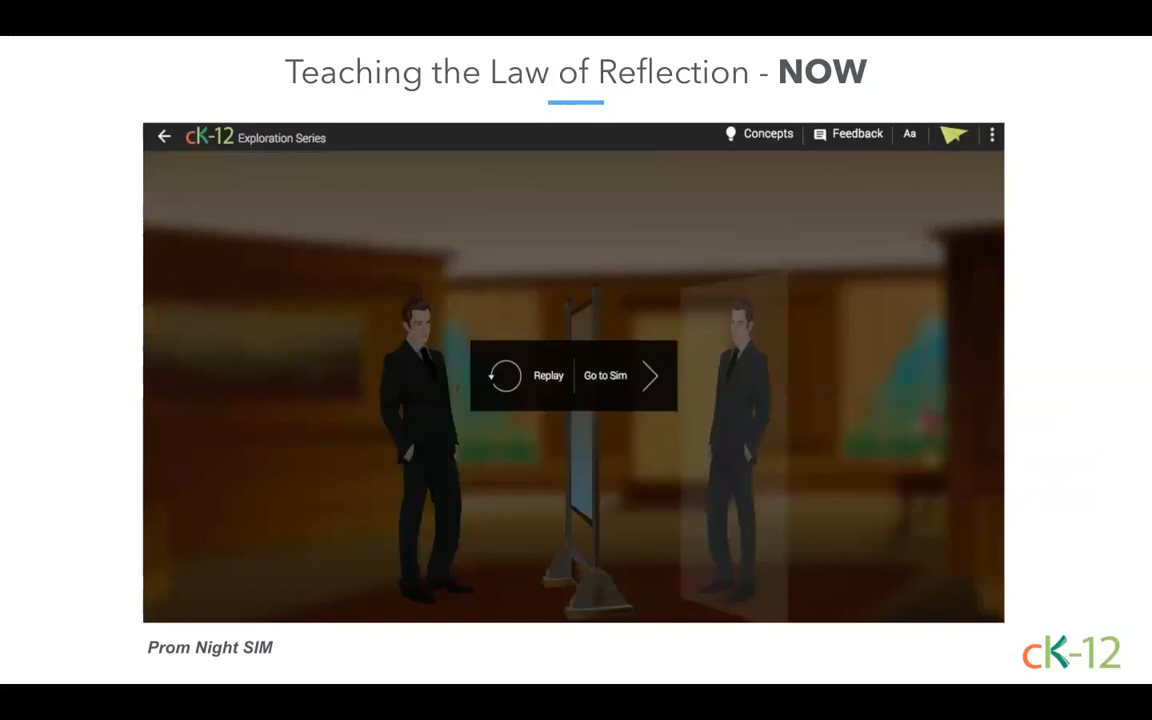 Teaching the Law of Reflection - NOW
cK-12 Exploration Series
Concepts
Feedback
Aa
Replay
Go to Sim
Prom Night SIM
cK-12